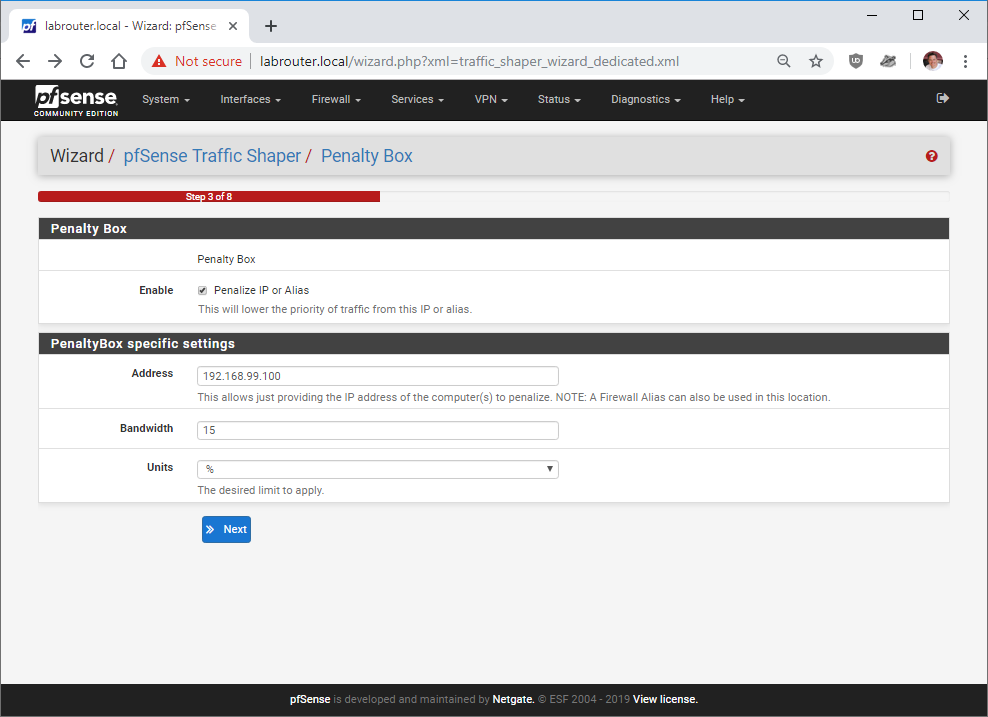 labrouter.local - Wizard: pfSense
Not secure labrouter.local/wizard.php?xml=traffic_shaper_wizard_dedicated.xml
pfsense
COMMUNITY EDITION
System Interfaces Firewall Services VPN Status Diagnostics Help
Wizard / pfSense Traffic Shaper / Penalty Box
Step 3 of 8
Penalty Box
Penalty Box
Enable Penalize IP or Alias
This will lower the priority of traffic from this IP or alias.
PenaltyBox specific settings
Address 192.168.99.100
This allows just providing the IP address of the computer(s) to penalize. NOTE: A Firewall Alias can also be used in this location.
Bandwidth 15
Units %
The desired limit to apply.
Next
pfSense is developed and maintained by Netgate. © ESF 2004 - 2019 View license.